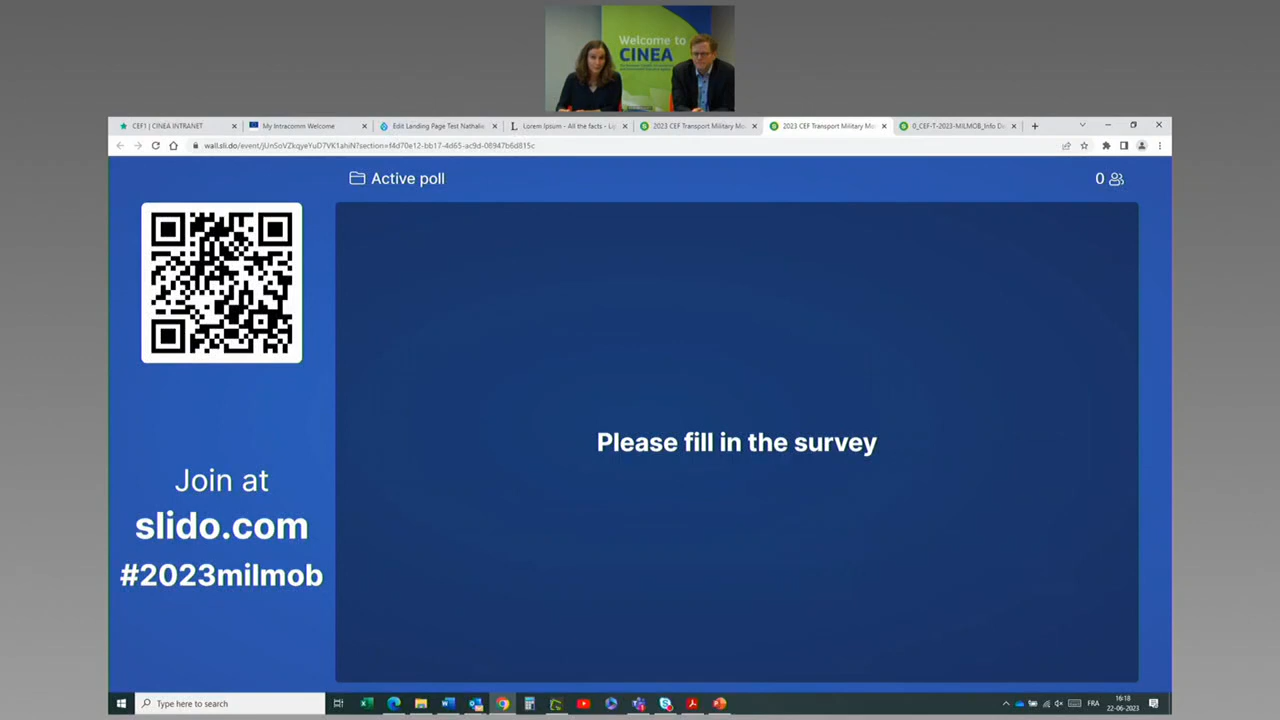 Welcome to
CINEA
CEF1 | CINEA INTRANET
My Intracomm Welcome
Edit Landing Page Test Nathalie
Lorem Ipsum - All the facts - Li
2023 CEF Transport Military Mo
2023 CEF Transport Military Mo
0_CEF-T-2023-MILMOB_Info D
Active poll
0
Please fill in the survey
Join at
slido.com
#2023milmob
Type here to search
FRA
16:18
22-06-2023